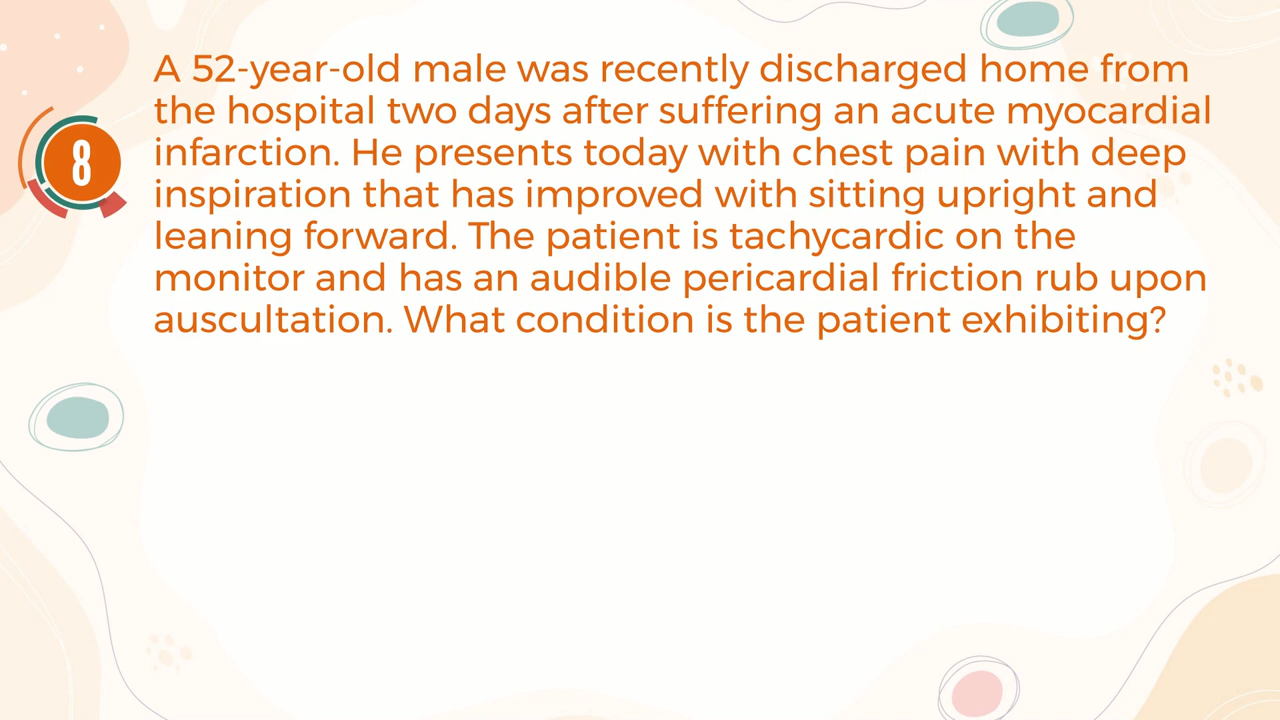 8
A 52-year-old male was recently discharged home from
the hospital two days after suffering an acute myocardial
infarction. He presents today with chest pain with deep
inspiration that has improved with sitting upright and
leaning forward. The patient is tachycardic on the
monitor and has an audible pericardial friction rub upon
auscultation. What condition is the patient exhibiting?